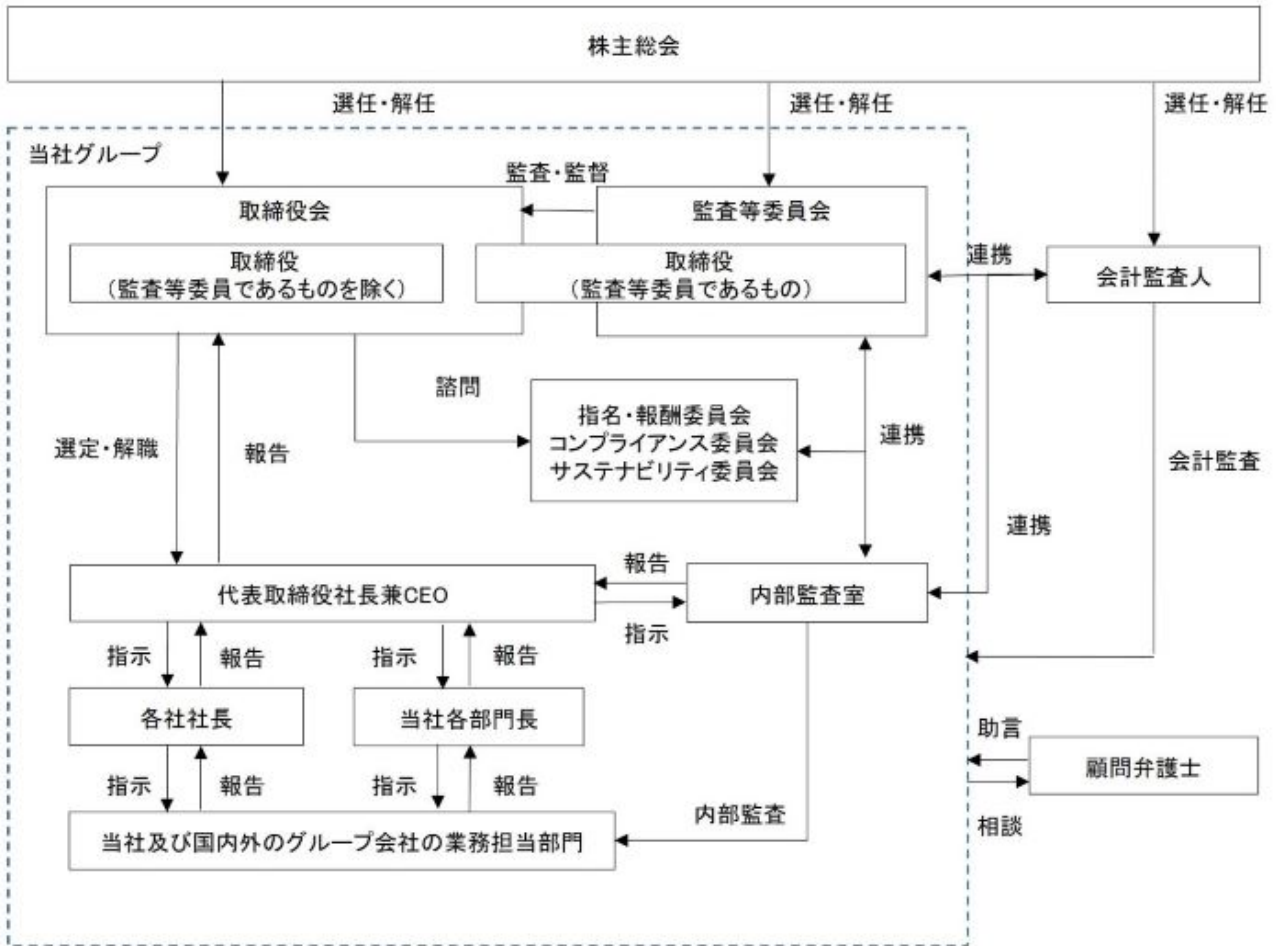 株主総会
選任・解任
選任・解任
選任・解任
当社グループ
監査・監督
取締役会
監査等委員会
取締役
（監査等委員であるものを除く）
取締役
（監査等委員であるもの）
連携
会計監査人
諮問
指名・報酬委員会
コンプライアンス委員会
サステナビリティ委員会
連携
選定・解職
報告
会計監査
連携
代表取締役社長兼CEO
報告
指示
内部監査室
指示
報告
指示
報告
各社社長
当社各部門長
助言
顧問弁護士
相談
指示
報告
指示
報告
内部監査
当社及び国内外のグループ会社の業務担当部門